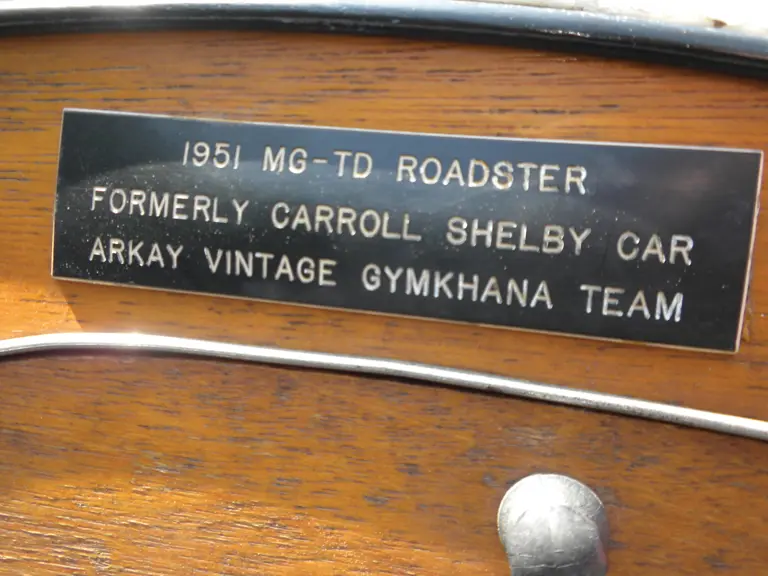 1951 MG-TD ROADSTER
FORMERLY CARROLL SHELBY CAR
ARKAY VINTAGE GYMKHANA TEAM